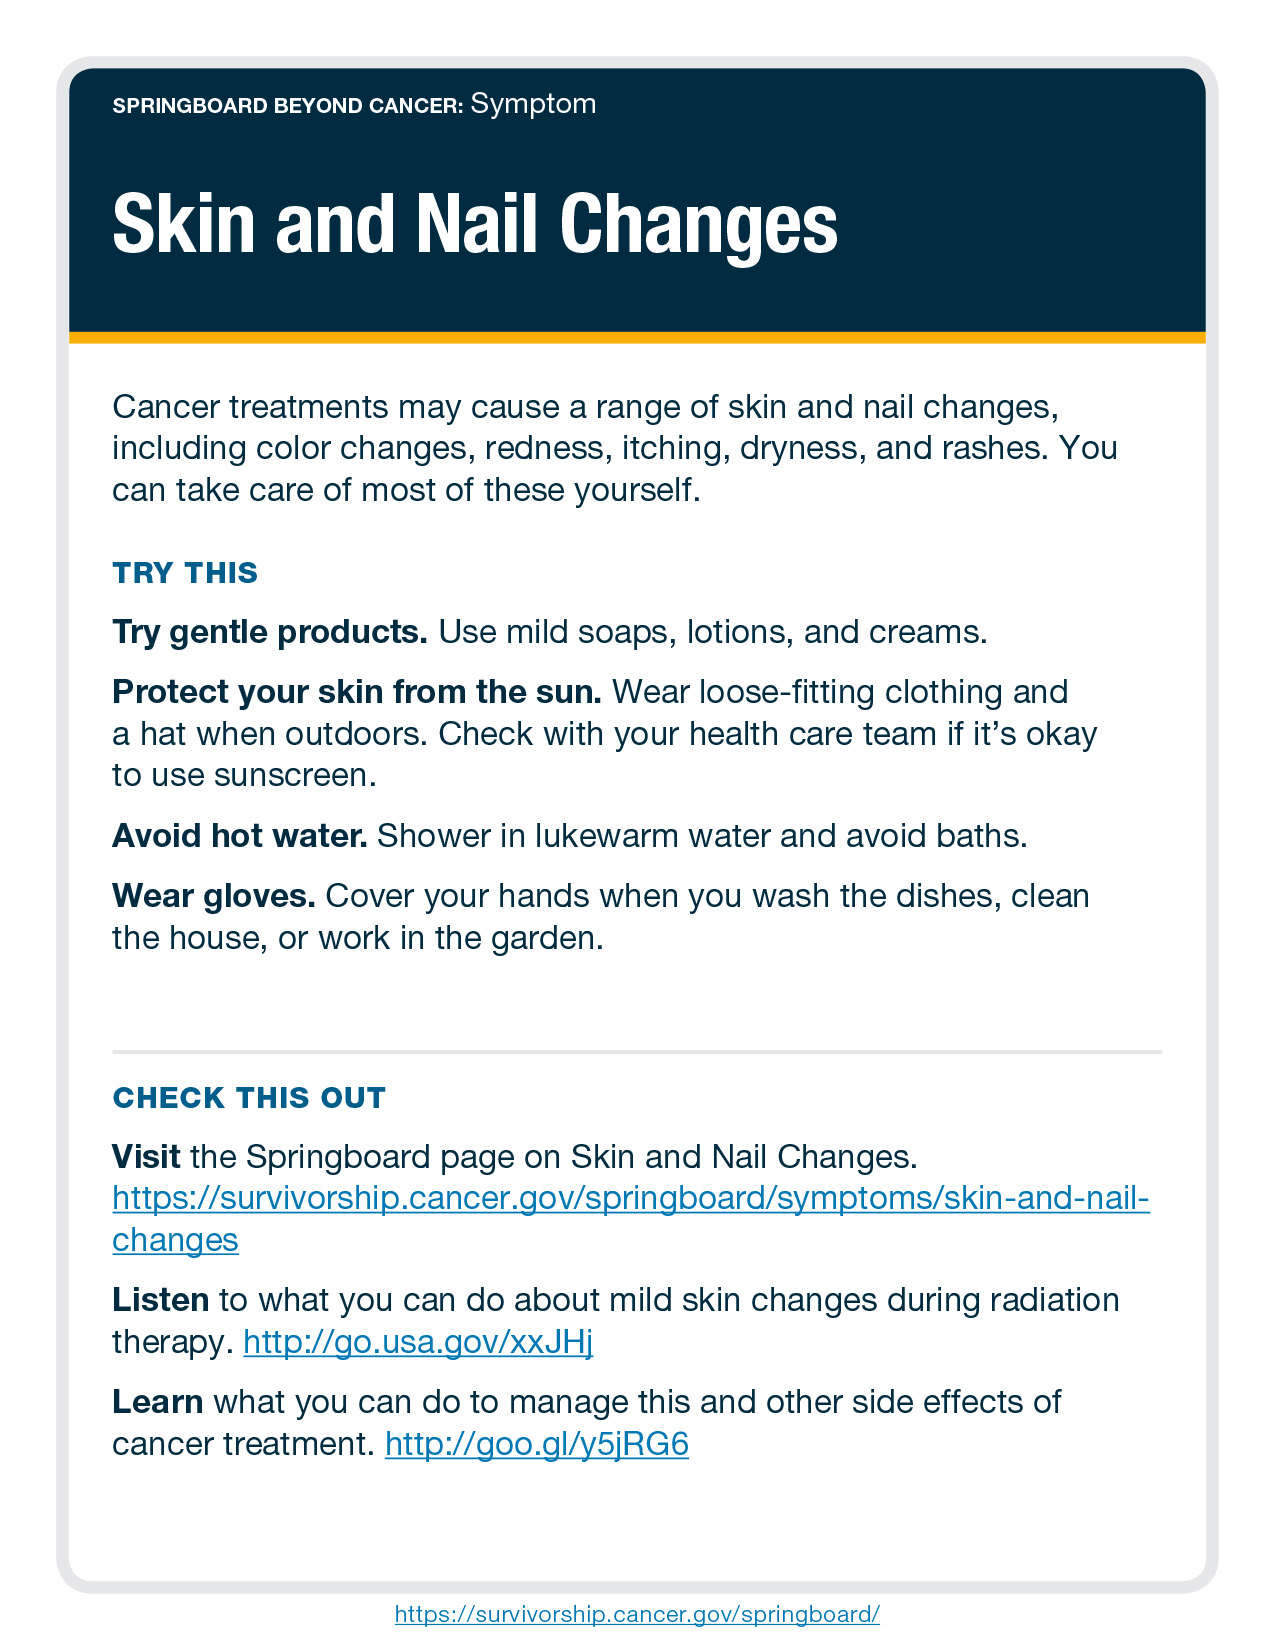 SPRINGBOARD BEYOND CANCER: Symptom
Skin and Nail Changes
Cancer treatments may cause a range of skin and nail changes,
including color changes, redness, itching, dryness, and rashes. You
can take care of most of these yourself.
TRY THIS
Try gentle products. Use mild soaps, lotions, and creams.
Protect your skin from the sun. Wear loose-fitting clothing and
a hat when outdoors. Check with your health care team if it’s okay
to use sunscreen.
Avoid hot water. Shower in lukewarm water and avoid baths.
Wear gloves. Cover your hands when you wash the dishes, clean
the house, or work in the garden.
CHECK THIS OUT
Visit the Springboard page on Skin and Nail Changes.
https://survivorship.cancer.gov/springboard/symptoms/skin-and-nail-
changes
Listen to what you can do about mild skin changes during radiation
therapy. http://go.usa.gov/xxJHj
Learn what you can do to manage this and other side effects of
cancer treatment. http://goo.gl/y5jRG6
https://survivorship.cancer.gov/springboard/